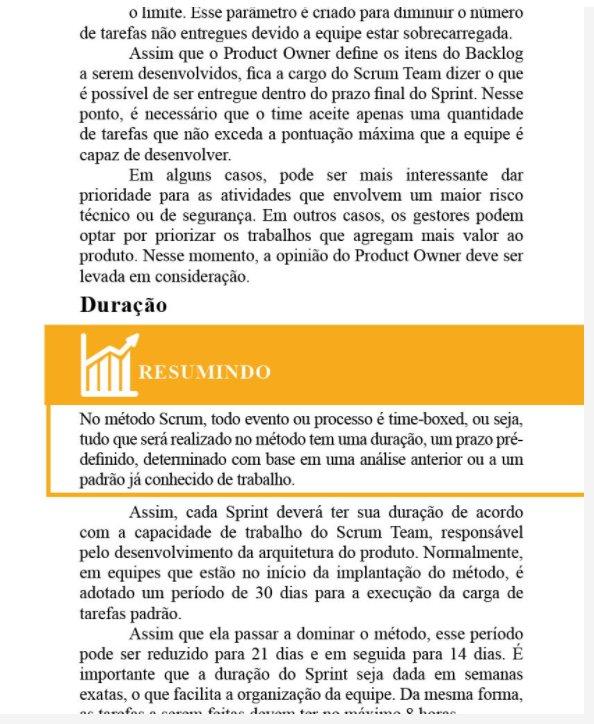 o limite. Esse parâmetro é criado para diminuir o número
de tarefas não entregues devido a equipe estar sobrecarregada.
Assim que o Product Owner define os itens do Backlog
a serem desenvolvidos, fica a cargo do Scrum Team dizer o que
é possível de ser entregue dentro do prazo final do Sprint. Nesse
ponto, é necessário que o time aceite apenas uma quantidade
de tarefas que não exceda a pontuação máxima que a equipe é
capaz de desenvolver.
Em alguns casos, pode ser mais interessante dar
prioridade para as atividades que envolvem um maior risco
técnico ou de segurança. Em outros casos, os gestores podem
optar por priorizar os trabalhos que agregam mais valor ao
produto. Nesse momento, a opinião do Product Owner deve ser
levada em consideração.
Duração
RESUMINDO
No método Scrum, todo evento ou processo é time-boxed, ou seja,
tudo que será realizado no método tem uma duração, um prazo pré-
definido, determinado com base em uma análise anterior ou a um
padrão já conhecido de trabalho.
Assim, cada Sprint deverá ter sua duração de acordo
com a capacidade de trabalho do Scrum Team, responsável
pelo desenvolvimento da arquitetura do produto. Normalmente,
em equipes que estão no início da implantação do método, é
adotado um período de 30 dias para a execução da carga de
tarefas padrão.
Assim que ela passar a dominar o método, esse período
pode ser reduzido para 21 dias e em seguida para 14 dias. É
importante que a duração do Sprint seja dada em semanas
exatas, o que facilita a organização da equipe. Da mesma forma,
as tarefas a serem feitas devem ter no máximo 8 horas